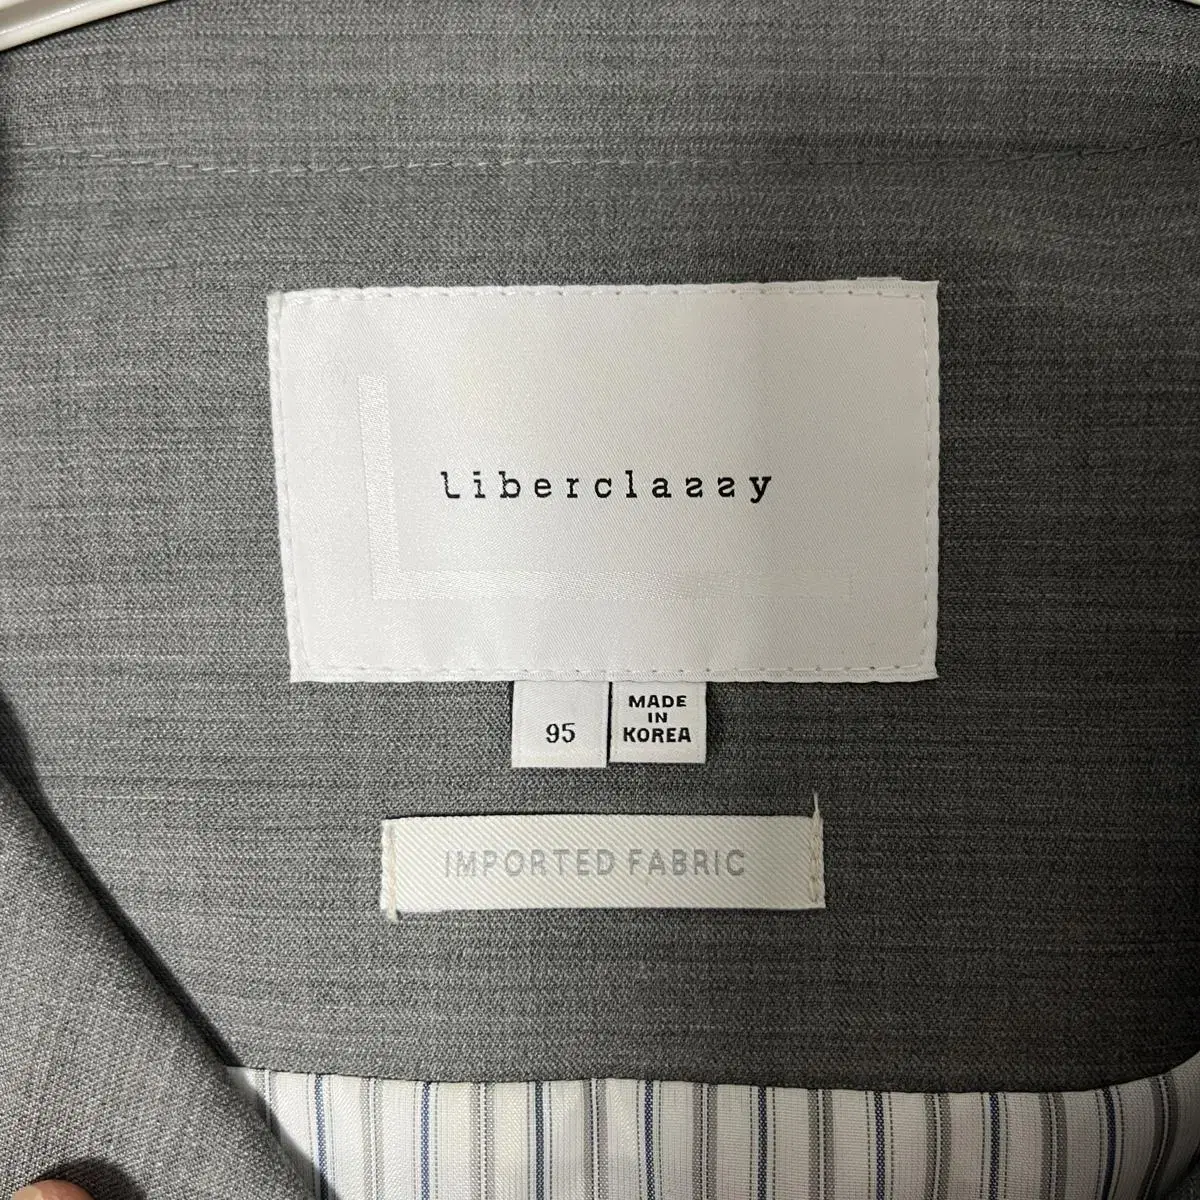 liberclassy
95
MADE
IN
KOREA
IMPORTED FABRIC